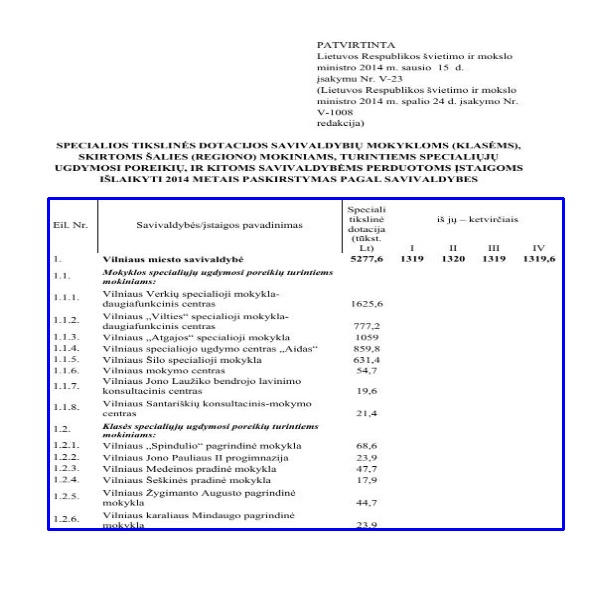 PATVIRTINTA
Lietuvos Respublikos švietimo ir mokslo
ministro 2014 m. sausio 15 d.
įsakymu Nr. V-23
(Lietuvos Respublikos švietimo ir mokslo
ministro 2014 m. spalio 24 d. įsakymo Nr.
V-1008
redakcija)
SPECIALIOS TIKSLINĖS DOTACIJOS SAVIVALDYBIŲ MOKYKLOMS (KLASĖMS),
SKIRTOMS ŠALIES (REGIONO) MOKINIAMS, TURINTIEMS SPECIALIŲJŲ
UGDYMOSI POREIKIŲ, IR KITOMS SAVIVALDYBĖMS PERDUOTOMS ĮSTAIGOMS
IŠLAIKYTI 2014 METAIS PASKIRSTYMAS PAGAL SAVIVALDYBES
Eil. Nr. Savivaldybės/įstaigos pavadinimas Speciali tikslinė dotacija (tūkst. Lt) iš jų – ketvirčiais
I II III IV
1. Vilniaus miesto savivaldybė 5277,6 1319 1320 1319 1319,6
1.1. Mokyklos specialiųjų ugdymosi poreikių turintiems
mokiniams:
1.1.1. Vilniaus Verkių specialioji mokykla-
daugiafunkcinis centras 1625,6
1.1.2. Vilniaus „Vilties“ specialioji mokykla-
daugiafunkcinis centras 777,2
1.1.3. Vilniaus „Atgajos“ specialioji mokykla 1059
1.1.4. Vilniaus specialiojo ugdymo centras „Aidas“ 859,8
1.1.5. Vilniaus Šilo specialioji mokykla 631,4
1.1.6. Vilniaus mokymo centras 54,7
1.1.7. Vilniaus Jono Laužiko bendrojo lavinimo
konsultacinis centras 19,6
1.1.8. Vilniaus Santariškių konsultacinis-mokymo
centras 21,4
1.2. Klasės specialiųjų ugdymosi poreikių turintiems
mokiniams:
1.2.1. Vilniaus „Spindulio“ pagrindinė mokykla 68,6
1.2.2. Vilniaus Jono Pauliaus II progimnazija 23,9
1.2.3. Vilniaus Medeinos pradinė mokykla 47,7
1.2.4. Vilniaus Šeškinės pradinė mokykla 17,9
1.2.5. Vilniaus Žygimanto Augusto pagrindinė
mokykla 44,7
1.2.6. Vilniaus karaliaus Mindaugo pagrindinė
mokykla 23,9